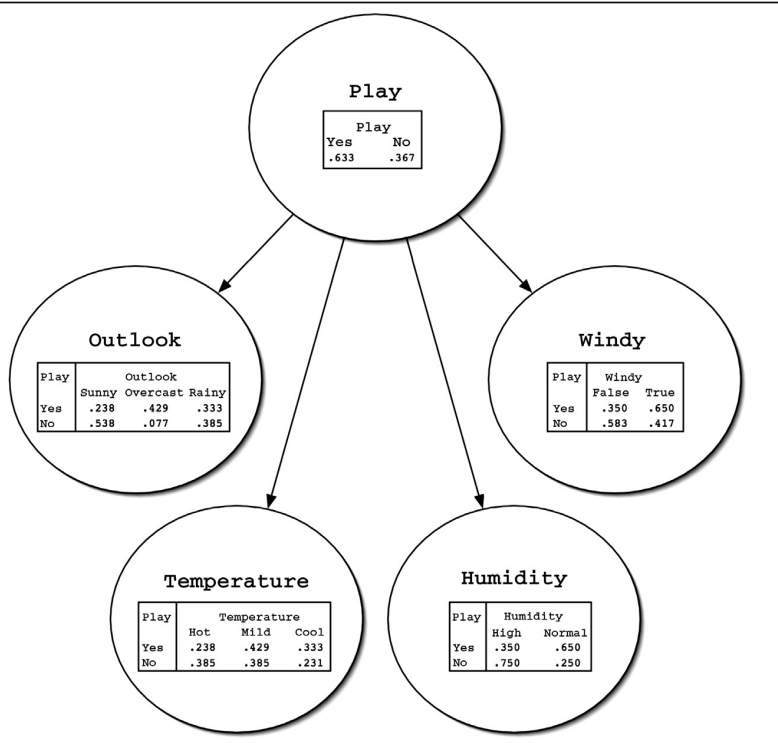 Play
Play
Yes No
.633 .367
Outlook
Play Outlook
Sunny Overcast Rainy
Yes .238 .429 .333
No .538 .077 .385
Windy
Play Windy
False True
Yes .350 .650
No .583 .417
Temperature
Play Temperature
Hot Mild Cool
Yes .238 .429 .333
No .385 .385 .231
Humidity
Play Humidity
High Normal
Yes .350 .650
No .750 .250